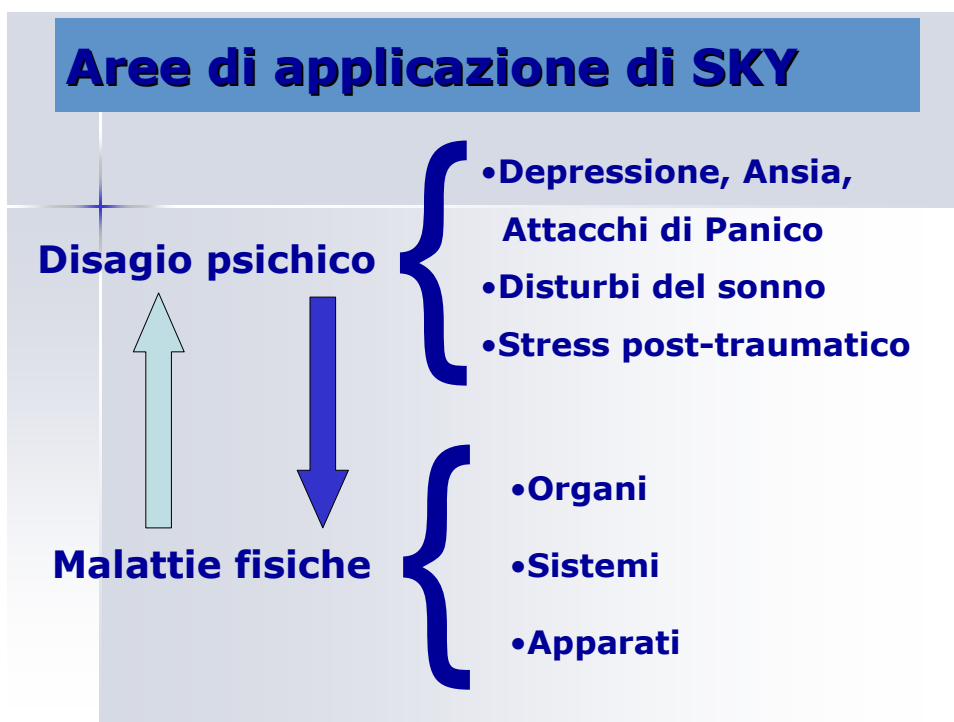 Aree di applicazione di SKY
•Depressione, Ansia,
Attacchi di Panico
Disagio psichico
•Disturbi del sonno
•Stress post-traumatico
•Organi
Malattie fisiche
•Sistemi
•Apparati